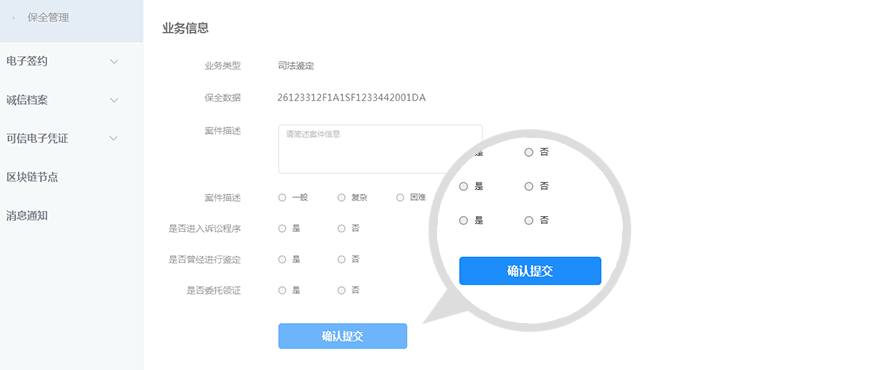 保全管理
电子签约
诚信档案
可信电子凭证
区块链节点
消息通知
业务信息
业务类型 司法鉴定
保全数据 26123312F1A1SF1233442001DA
案件描述 请简述案件信息
案件描述 一般 复杂 困难
是否进入诉讼程序 是 否
是否曾经进行鉴定 是 否
是否委托领证 是 否
确认提交
是 否
是 否
是 否
确认提交